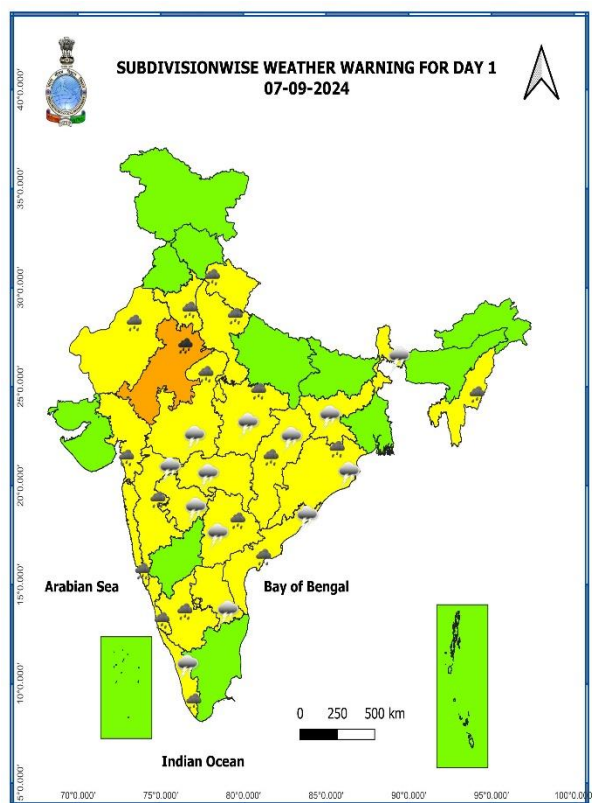 SUBDIVISIONWISE WEATHER WARNING FOR DAY 1
07-09-2024
40°0.000'
35°0.000'
30°0.000'
25°0.000'
20°0.000'
15°0.000'
10°0.000'
5°0.000'
Arabian Sea
Bay of Bengal
0 250 500 km
Indian Ocean
70°0.000' 75°0.000' 80°0.000' 85°0.000' 90°0.000' 95°0.000' 100°0.000'